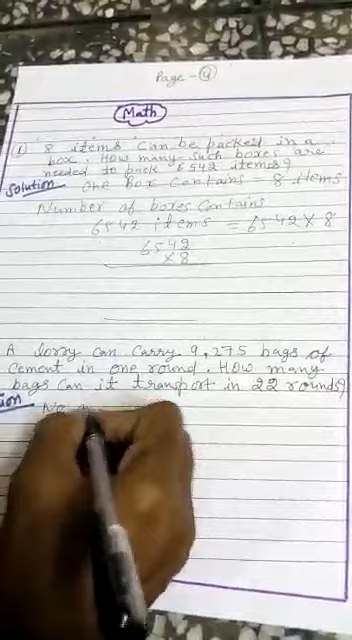 Page - 4
Math
1 8 items can be packed in a
box. How many such boxes are
needed to pack 6542 items?
Solution One box contains = 8 items
Number of boxes contains
6542 items = 6542 × 8
6542
× 8
A lorry can carry 9,275 bags of
cement in one round. How many
bags can it transport in 22 rounds?
ion No